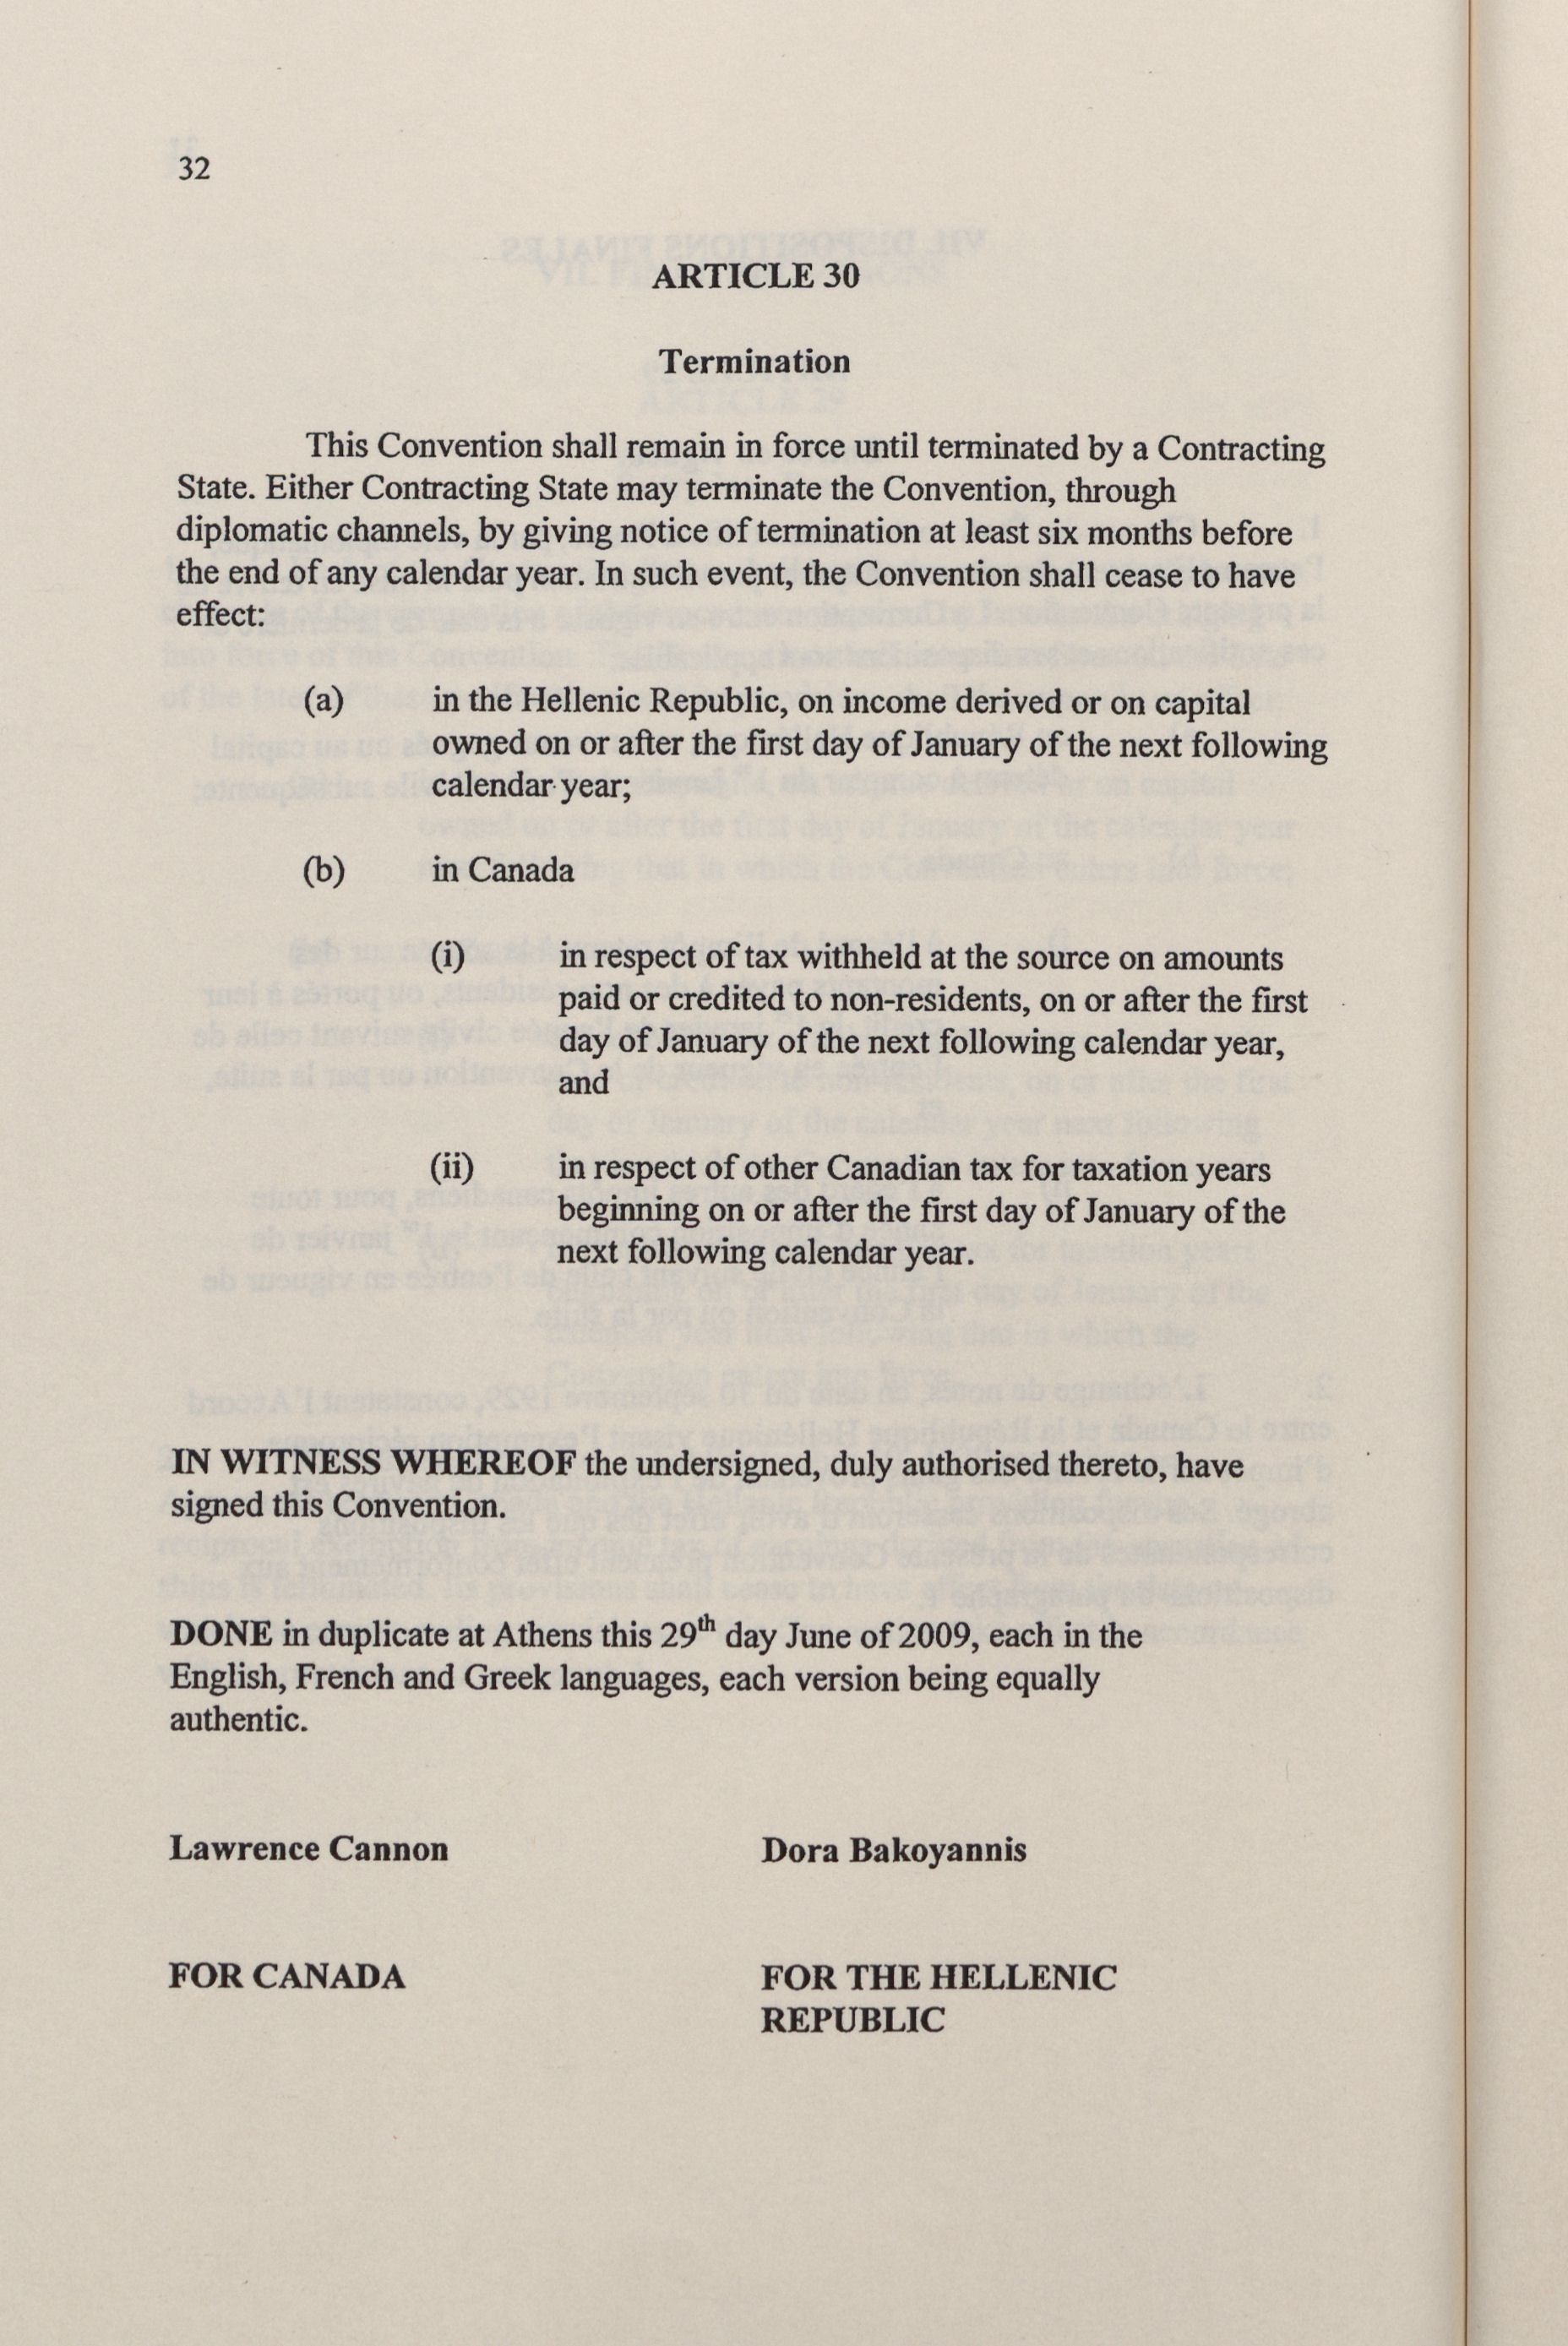 32
ARTICLE 30
Termination
This Convention shall remain in force until terminated by a Contracting
State. Either Contracting State may terminate the Convention, through
diplomatic channels, by giving notice of termination at least six months before
the end of any calendar year. In such event, the Convention shall cease to have
effect:
(a) in the Hellenic Republic, on income derived or on capital
owned on or after the first day of January of the next following
calendar year;
(b) in Canada
(i) in respect of tax withheld at the source on amounts
paid or credited to non-residents, on or after the first
day of January of the next following calendar year,
and
(ii) in respect of other Canadian tax for taxation years
beginning on or after the first day of January of the
next following calendar year.
IN WITNESS WHEREOF the undersigned, duly authorised thereto, have
signed this Convention.
DONE in duplicate at Athens this 29th day June of 2009, each in the
English, French and Greek languages, each version being equally
authentic.
Lawrence Cannon Dora Bakoyannis
FOR CANADA FOR THE HELLENIC
REPUBLIC